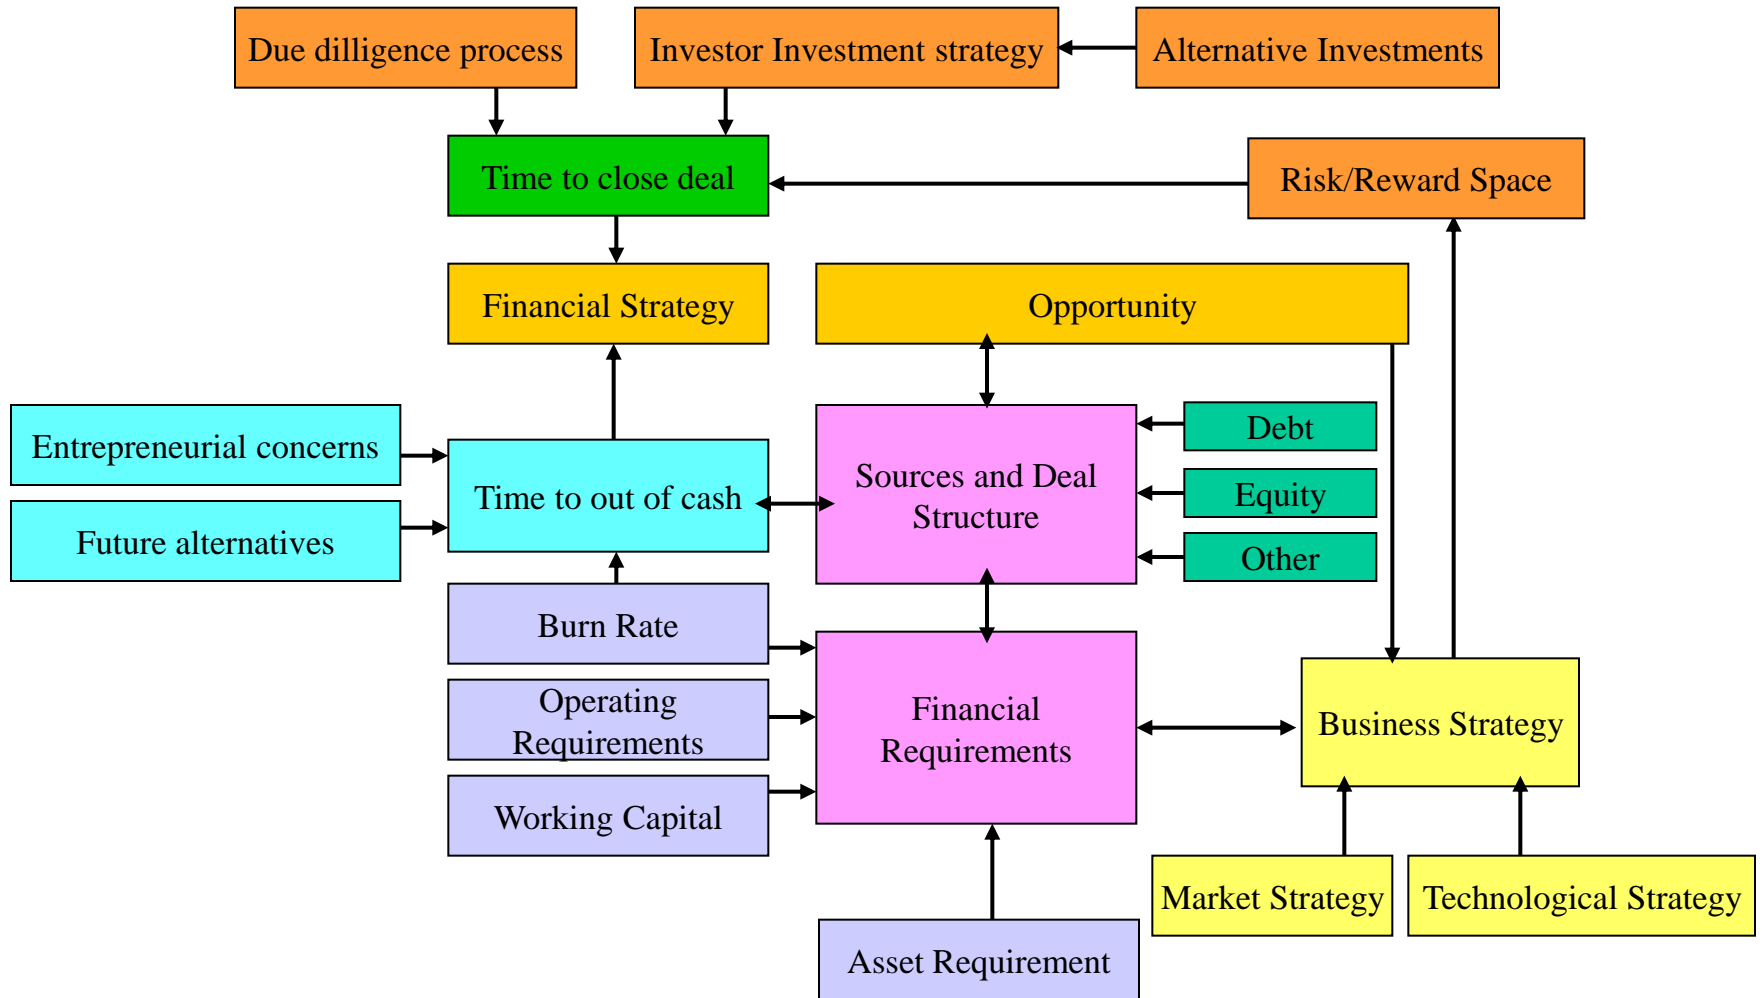 Due dilligence process
Investor Investment strategy
Alternative Investments
Time to close deal
Risk/Reward Space
Financial Strategy
Opportunity
Entrepreneurial concerns
Future alternatives
Time to out of cash
Sources and Deal
Structure
Debt
Equity
Other
Burn Rate
Operating
Requirements
Working Capital
Financial
Requirements
Business Strategy
Market Strategy
Technological Strategy
Asset Requirement